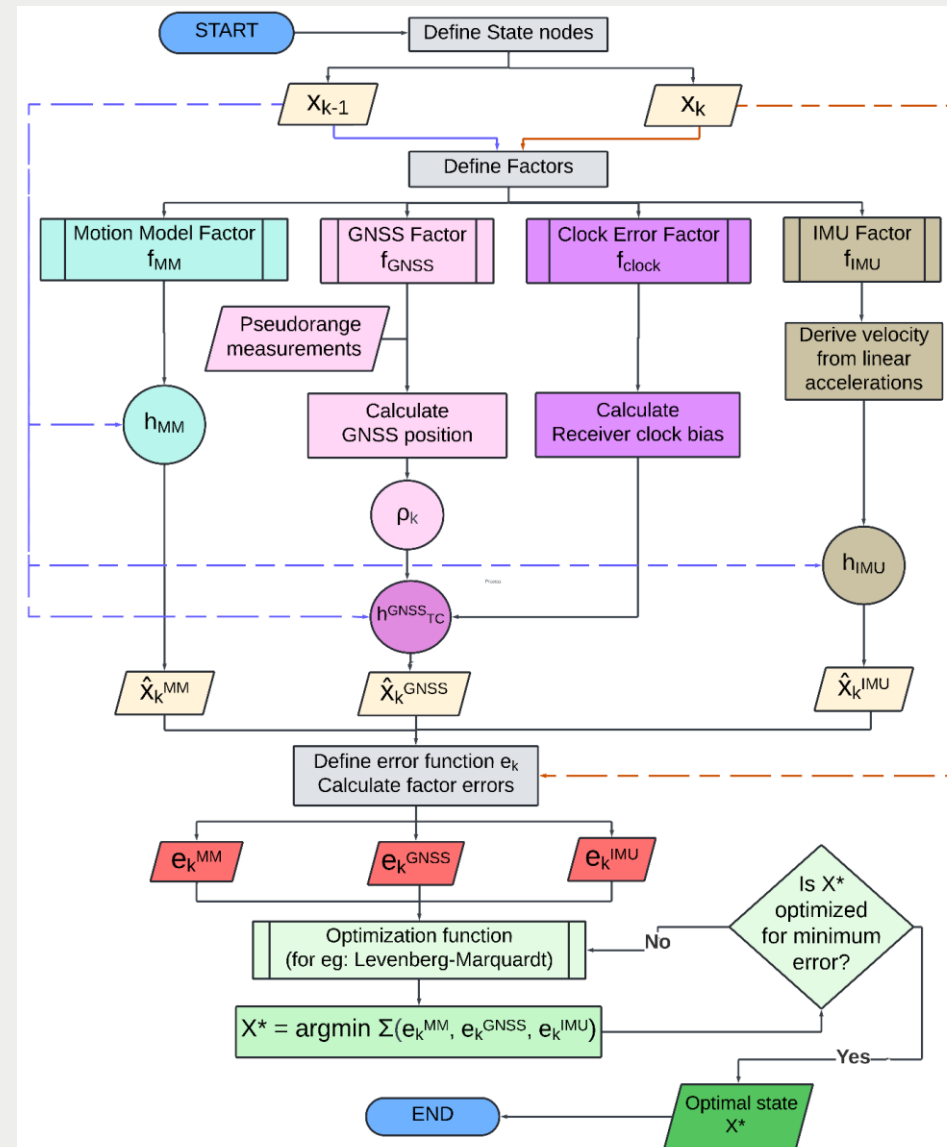 START
Define State nodes
xk-1
xk
Define Factors
Motion Model Factor
fMM
GNSS Factor
fGNSS
Clock Error Factor
fclock
IMU Factor
fIMU
Pseudorange
measurements
Derive velocity
from linear
accelerations
hMM
Calculate
GNSS position
Calculate
Receiver clock bias
ρk
hIMU
Process
hGNSSTC
x̂kMM
x̂kGNSS
x̂kIMU
Define error function ek
Calculate factor errors
ekMM
ekGNSS
ekIMU
Is X*
optimized
for minimum
error?
No
Optimization function
(for eg: Levenberg-Marquardt)
X* = argmin Σ(ekMM, ekGNSS, ekIMU)
Yes
Optimal state
X*
END